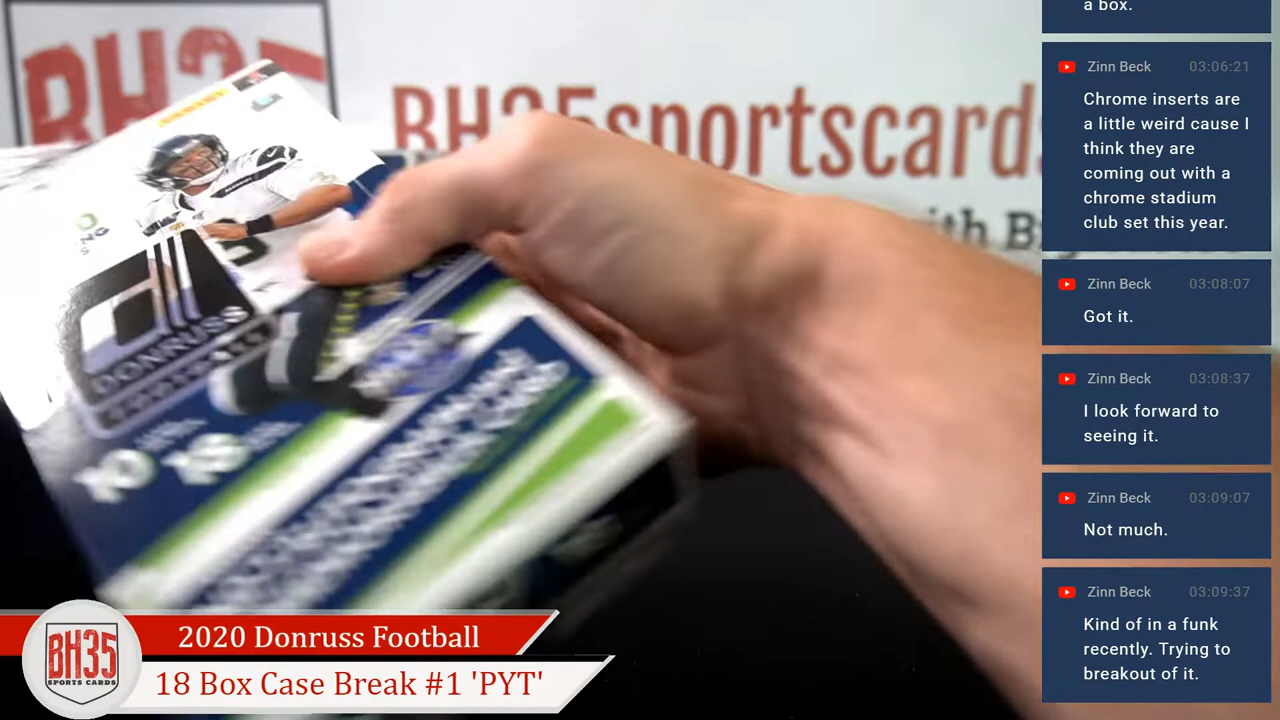 BH35
BH35sportscards
with B
PANINI
DONRUSS
10 18
2020 Donruss Football
18 Box Case Break #1 'PYT'
BH35
SPORTS CARDS
a box.
Zinn Beck 03:06:21
Chrome inserts are
a little weird cause I
think they are
coming out with a
chrome stadium
club set this year.
Zinn Beck 03:08:07
Got it.
Zinn Beck 03:08:37
I look forward to
seeing it.
Zinn Beck 03:09:07
Not much.
Zinn Beck 03:09:37
Kind of in a funk
recently. Trying to
breakout of it.